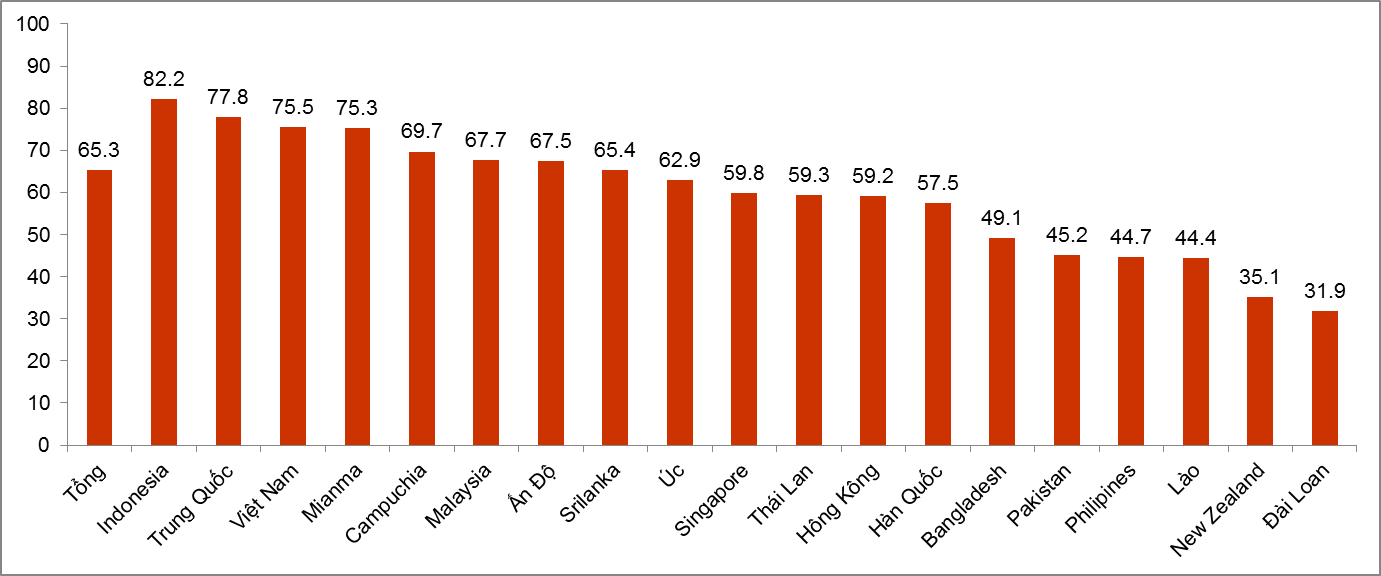 100
90
80
70
60
50
40
30
20
10
0
65.3
82.2
77.8
75.5
75.3
69.7
67.7
67.5
65.4
62.9
59.8
59.3
59.2
57.5
49.1
45.2
44.7
44.4
35.1
31.9
Tổng
Indonesia
Trung Quốc
Việt Nam
Mianma
Campuchia
Malaysia
Ấn Độ
Srilanka
Úc
Singapore
Thái Lan
Hông Kông
Hàn Quốc
Bangladesh
Pakistan
Philipines
Lào
New Zealand
Đài Loan